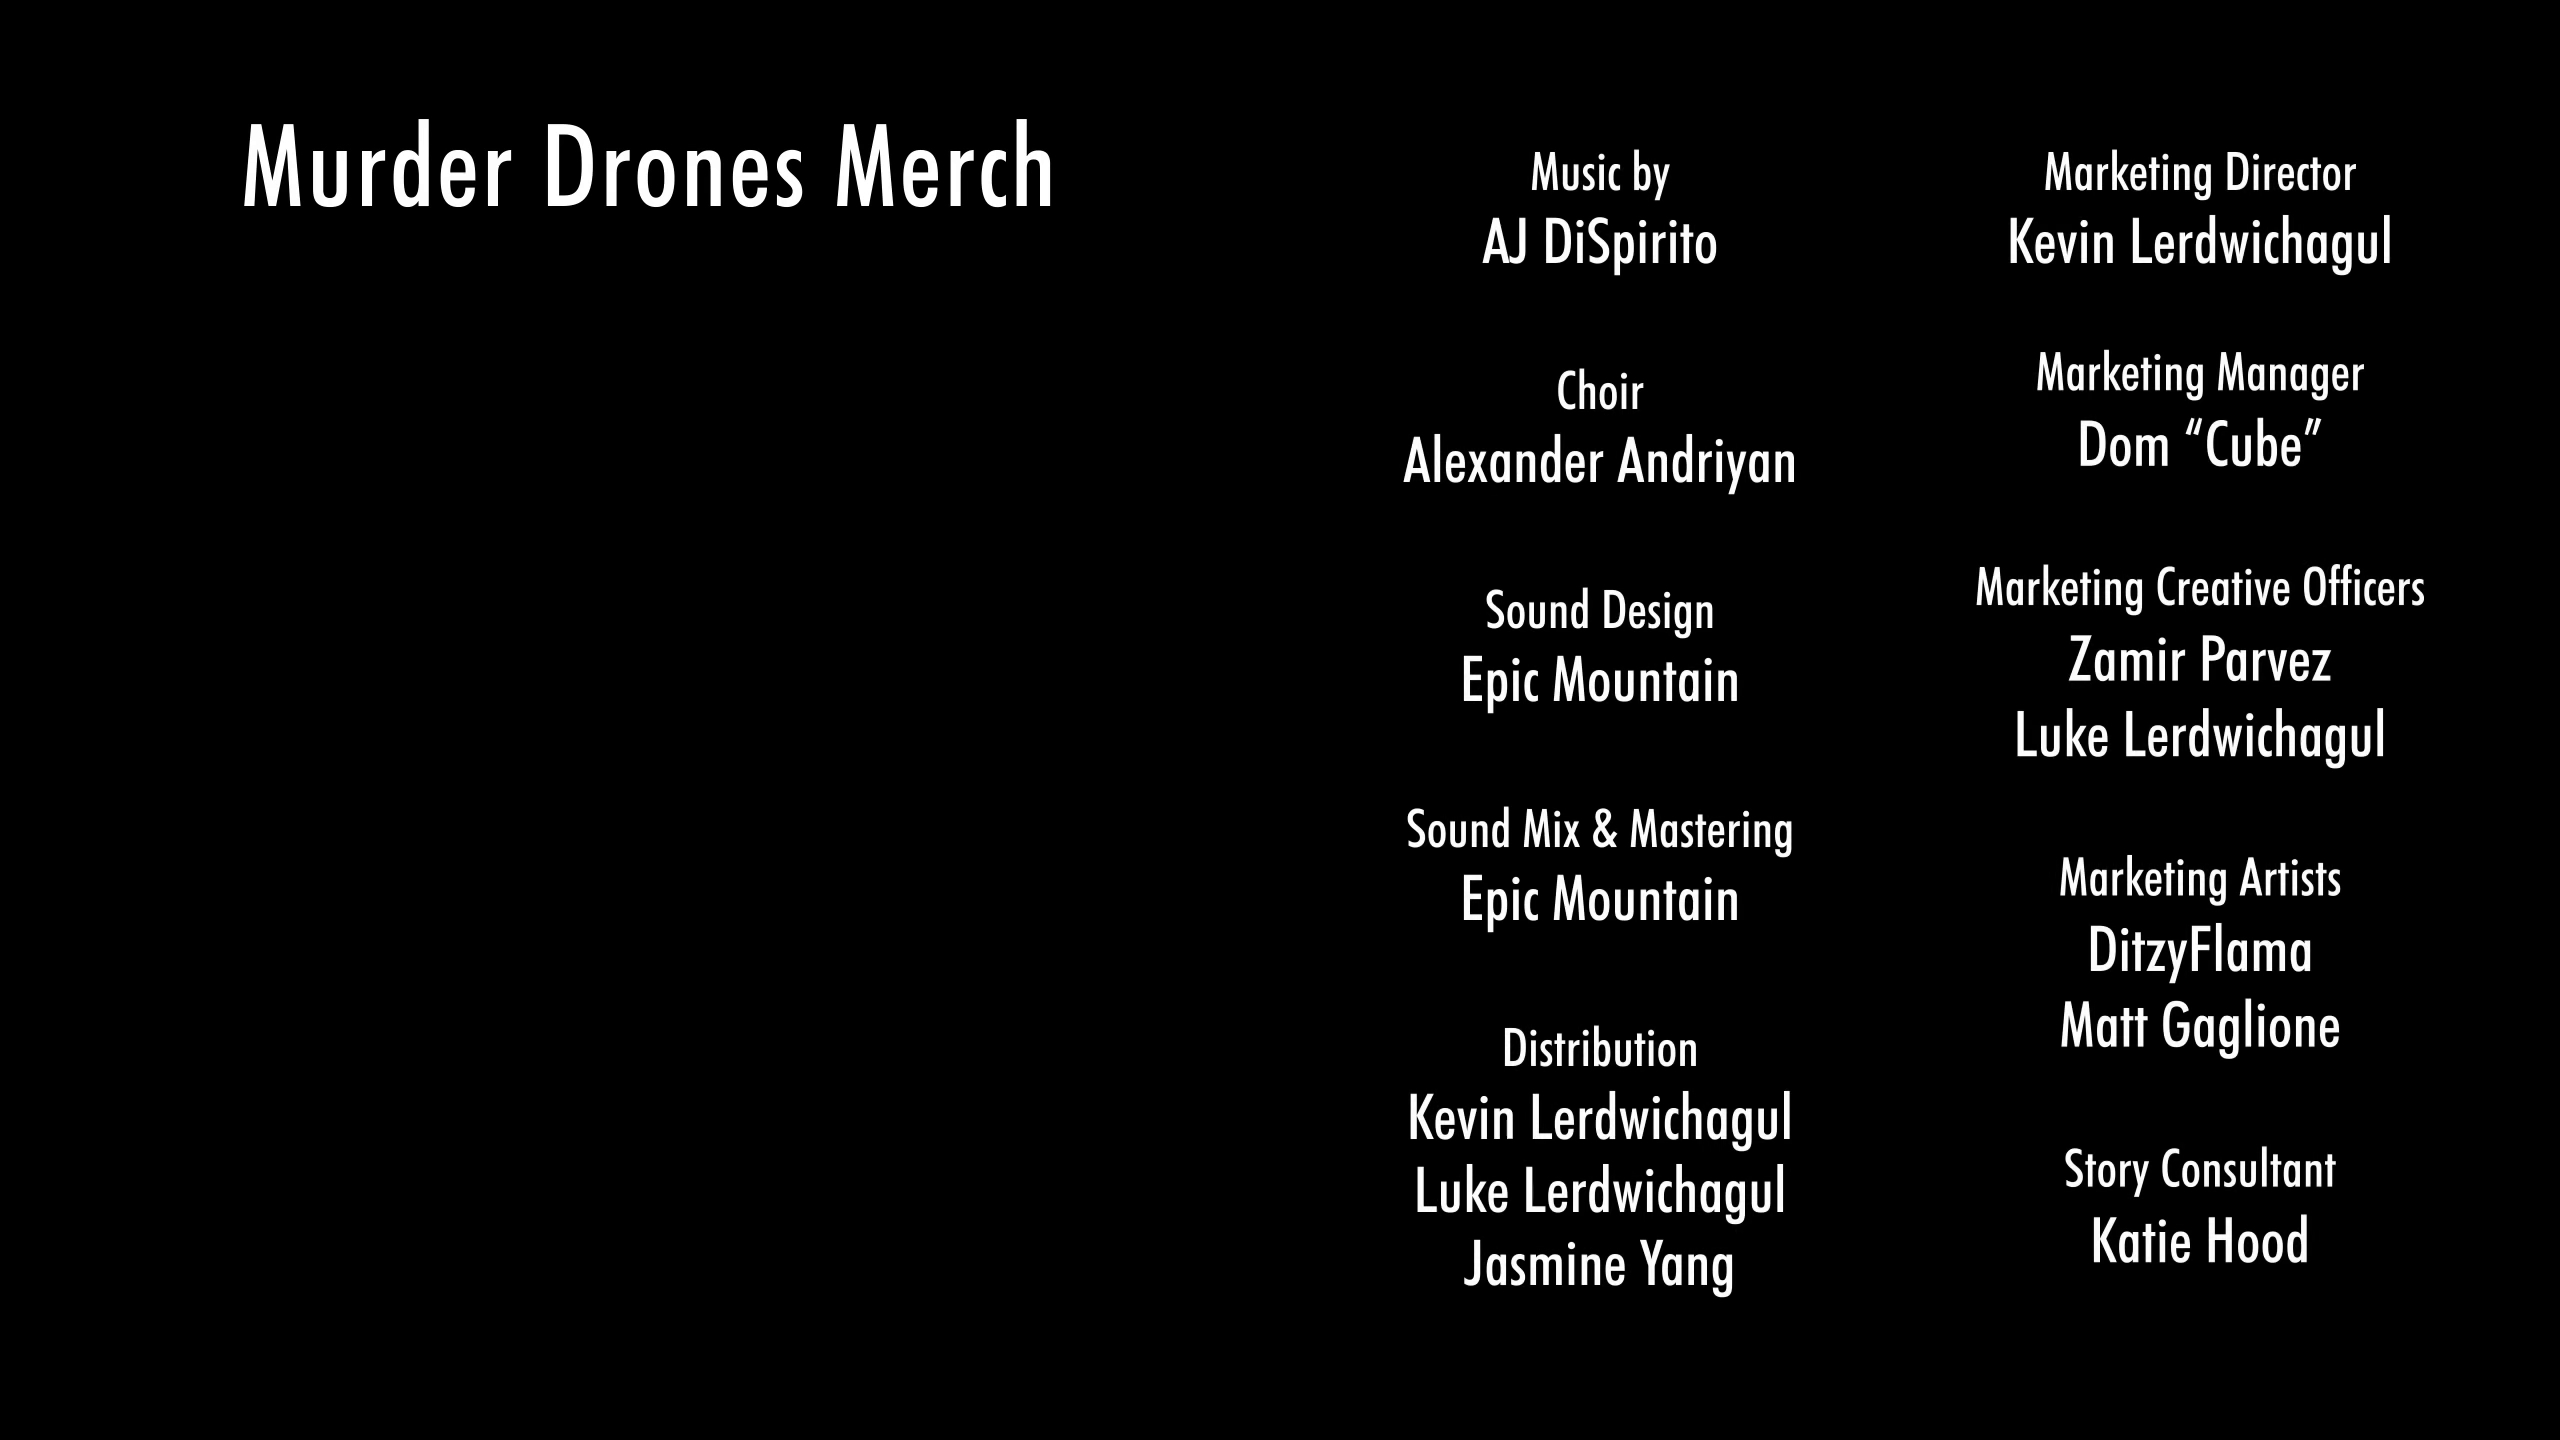 Murder Drones Merch
Music by
AJ DiSpirito
Choir
Alexander Andriyan
Sound Design
Epic Mountain
Sound Mix & Mastering
Epic Mountain
Distribution
Kevin Lerdwichagul
Luke Lerdwichagul
Jasmine Yang
Marketing Director
Kevin Lerdwichagul
Marketing Manager
Dom “Cube”
Marketing Creative Officers
Zamir Parvez
Luke Lerdwichagul
Marketing Artists
DitzyFlama
Matt Gaglione
Story Consultant
Katie Hood